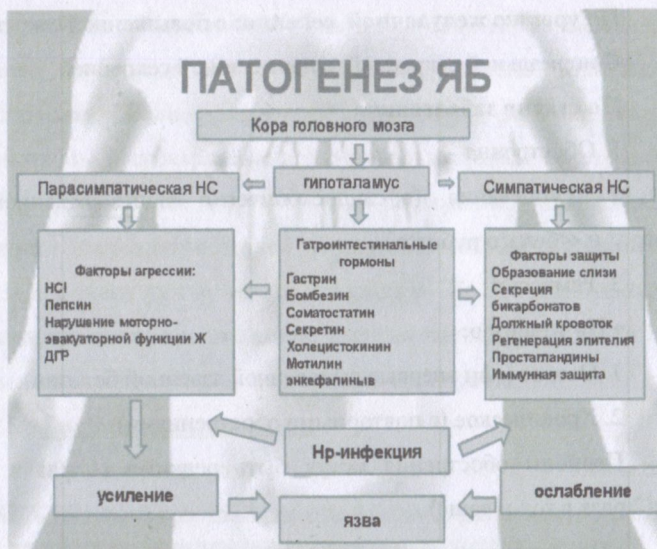 ПАТОГЕНЕЗ ЯБ
Кора головного мозга
Парасимпатическая НС
гипоталамус
Симпатическая НС
Факторы агрессии:
HCl
Пепсин
Нарушение моторно-
эвакуаторной функции Ж
ДГР
Гатроинтестинальные
гормоны
Гастрин
Бомбезин
Соматостатин
Секретин
Холецистокинин
Мотилин
энкефалиныв
Факторы защиты
Образование слизи
Секреция
бикарбонатов
Должный кровоток
Регенерация эпителия
Простагландины
Иммунная защита
Нр-инфекция
усиление
язва
ослабление